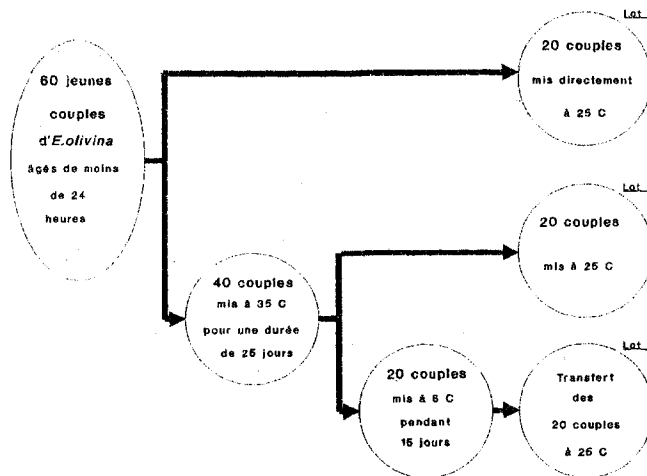 60 jeunes
couples
d'E.olivina
âgés de moins
de 24
heures
Lot
20 couples
mis directement
à 25 C
Lot
20 couples
mis à 25 C
40 couples
mis à 35 C
pour une durée
de 25 jours
20 couples
mis à 6 C
pendant
15 jours
Lot
Transfert
des
20 couples
à 25 C